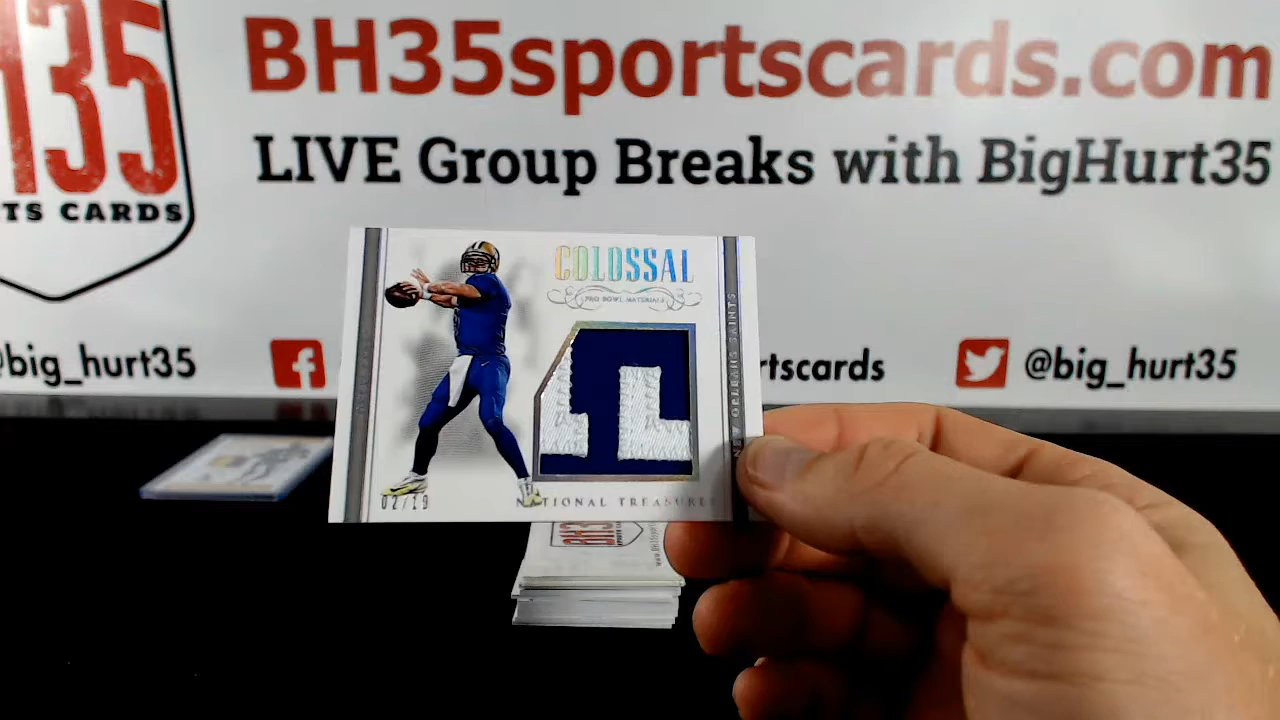 135
TS CARDS
BH35sportscards.com
LIVE Group Breaks with BigHurt35
big_hurt35
f
rtscards
@big_hurt35
COLOSSAL
PRO BOWL MATERIALS
NEW ORLEANS SAINTS
02/19
NATIONAL TREASURES
BH35